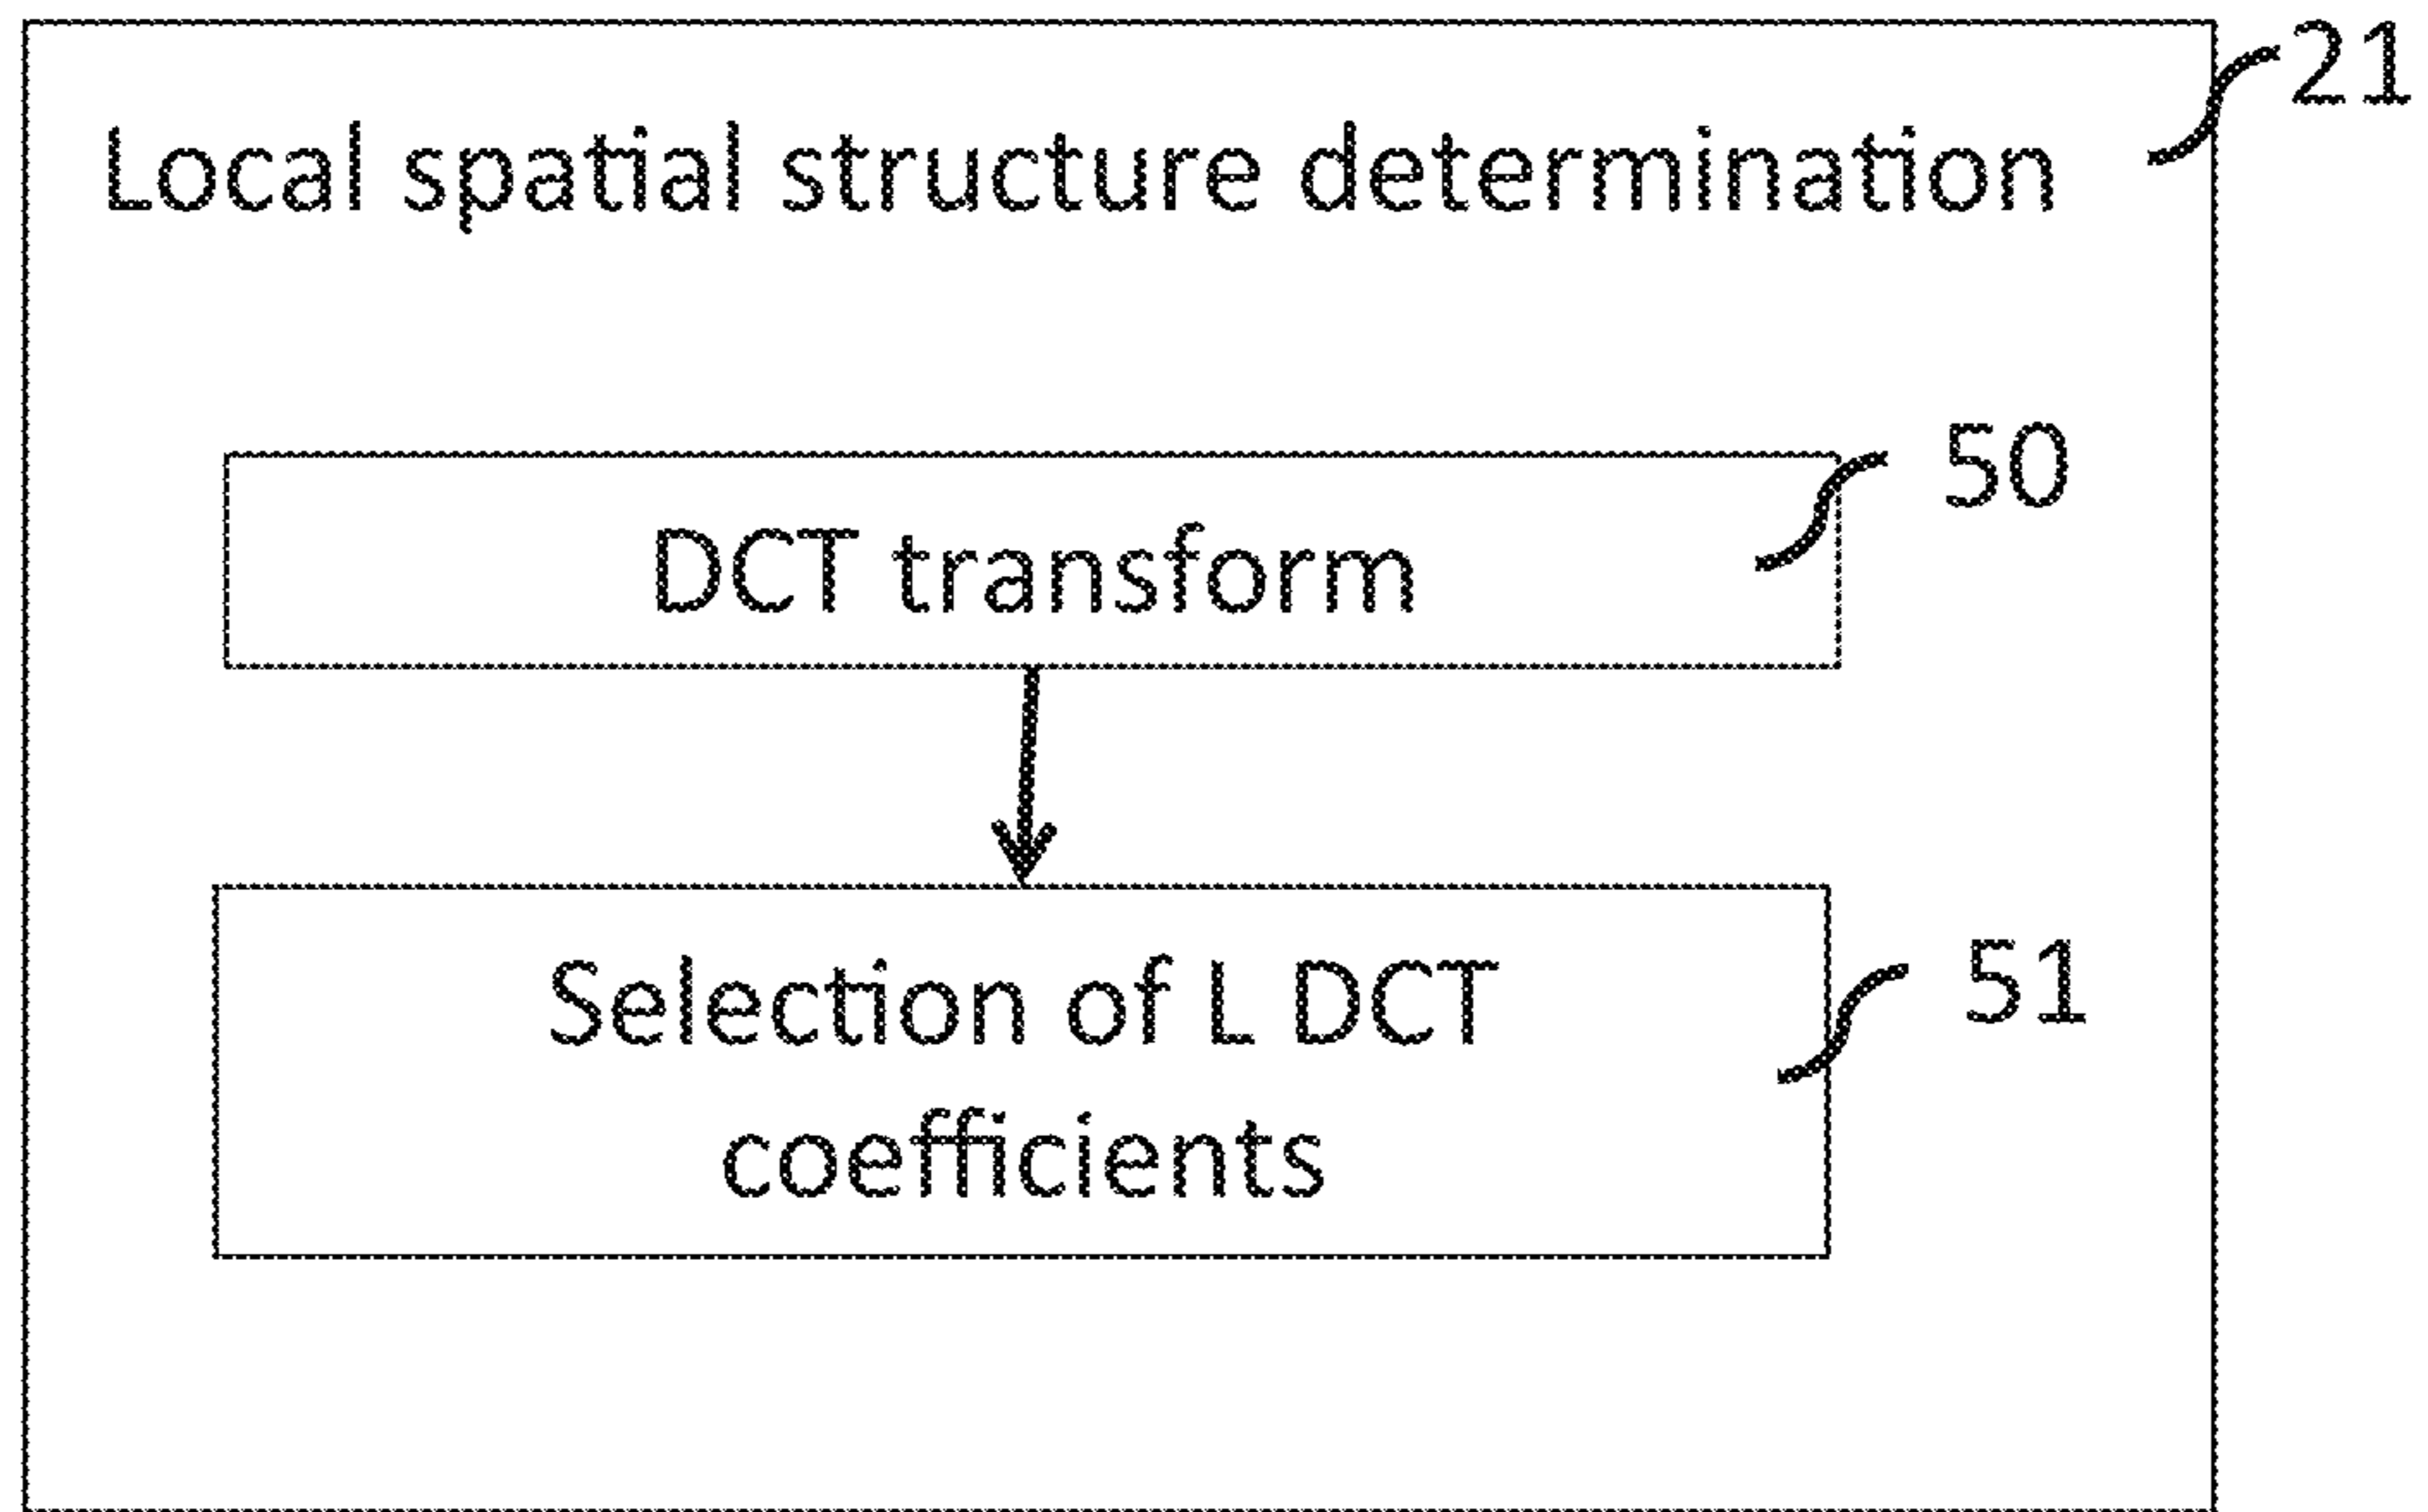 21
Local spatial structure determination
50
DCT transform
51
Selection of L DCT
coefficients